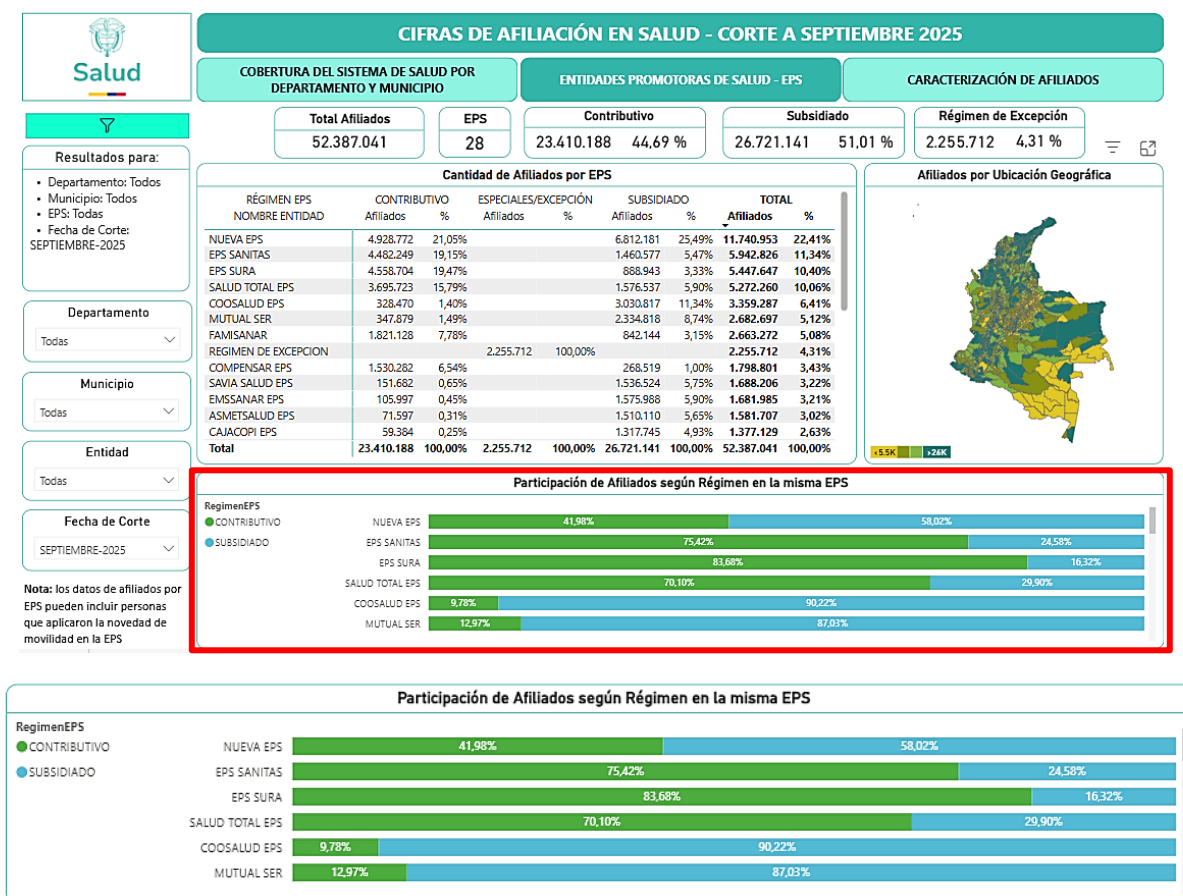 Salud
CIFRAS DE AFILIACIÓN EN SALUD - CORTE A SEPTIEMBRE 2025
COBERTURA DEL SISTEMA DE SALUD POR
DEPARTAMENTO Y MUNICIPIO
ENTIDADES PROMOTORAS DE SALUD - EPS
CARACTERIZACIÓN DE AFILIADOS
Total Afiliados
52.387.041
EPS
28
Contributivo
23.410.188 44,69 %
Subsidiado
26.721.141 51,01 %
Régimen de Excepción
2.255.712 4,31 %
Resultados para:
• Departamento: Todos
• Municipio: Todos
• EPS: Todas
• Fecha de Corte:
SEPTIEMBRE-2025
Departamento
Todas
Municipio
Todas
Entidad
Todas
Fecha de Corte
SEPTIEMBRE-2025
Nota: los datos de afiliados por
EPS pueden incluir personas
que aplicaron la novedad de
movilidad en la EPS
Cantidad de Afiliados por EPS
RÉGIMEN EPS CONTRIBUTIVO ESPECIALES/EXCEPCIÓN SUBSIDIADO TOTAL
NOMBRE ENTIDAD Afiliados % Afiliados % Afiliados % Afiliados %
NUEVA EPS 4.928.772 21,05% 6.812.181 25,49% 11.740.953 22,41%
EPS SANITAS 4.482.249 19,15% 1.460.577 5,47% 5.942.826 11,34%
EPS SURA 4.558.704 19,47% 888.943 3,33% 5.447.647 10,40%
SALUD TOTAL EPS 3.695.723 15,79% 1.576.537 5,90% 5.272.260 10,06%
COOSALUD EPS 328.470 1,40% 3.030.817 11,34% 3.359.287 6,41%
MUTUAL SER 347.879 1,49% 2.334.818 8,74% 2.682.697 5,12%
FAMISANAR 1.821.128 7,78% 842.144 3,15% 2.663.272 5,08%
REGIMEN DE EXCEPCION 2.255.712 100,00% 2.255.712 4,31%
COMPENSAR EPS 1.530.282 6,54% 268.519 1,00% 1.798.801 3,43%
SAVIA SALUD EPS 151.682 0,65% 1.536.524 5,75% 1.688.206 3,22%
EMSSANAR EPS 105.997 0,45% 1.575.988 5,90% 1.681.985 3,21%
ASMETSALUD EPS 71.597 0,31% 1.510.110 5,65% 1.581.707 3,02%
CAJACOPI EPS 59.384 0,25% 1.317.745 4,93% 1.377.129 2,63%
Total 23.410.188 100,00% 2.255.712 100,00% 26.721.141 100,00% 52.387.041 100,00%
Afiliados por Ubicación Geográfica
<5.5K >26K
Participación de Afiliados según Régimen en la misma EPS
RegimenEPS
CONTRIBUTIVO
SUBSIDIADO
NUEVA EPS 41,98% 58,02%
EPS SANITAS 75,42% 24,58%
EPS SURA 83,68% 16,32%
SALUD TOTAL EPS 70,10% 29,90%
COOSALUD EPS 9,78% 90,22%
MUTUAL SER 12,97% 87,03%
Participación de Afiliados según Régimen en la misma EPS
RegimenEPS
CONTRIBUTIVO
SUBSIDIADO
NUEVA EPS 41,98% 58,02%
EPS SANITAS 75,42% 24,58%
EPS SURA 83,68% 16,32%
SALUD TOTAL EPS 70,10% 29,90%
COOSALUD EPS 9,78% 90,22%
MUTUAL SER 12,97% 87,03%